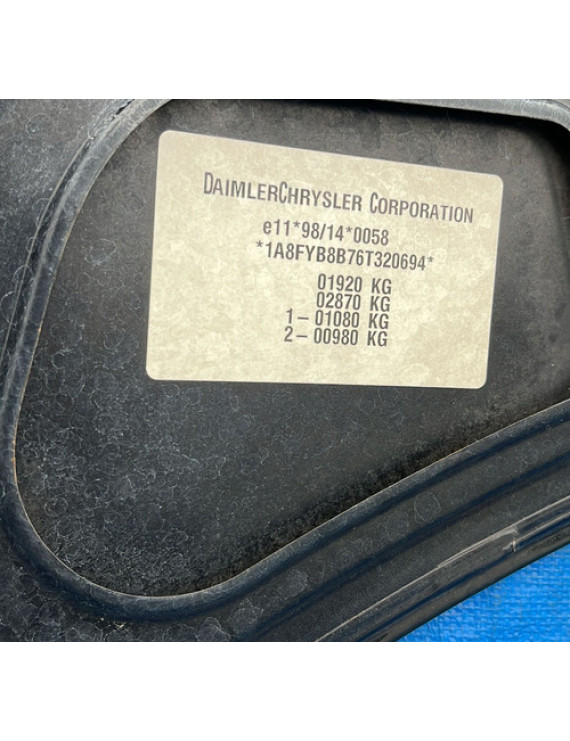 DAIMLERCHRYSLER CORPORATION
e11*98/14*0058
*1A8FYB8B76T320694*
01920 KG
02870 KG
1-01080 KG
2-00980 KG